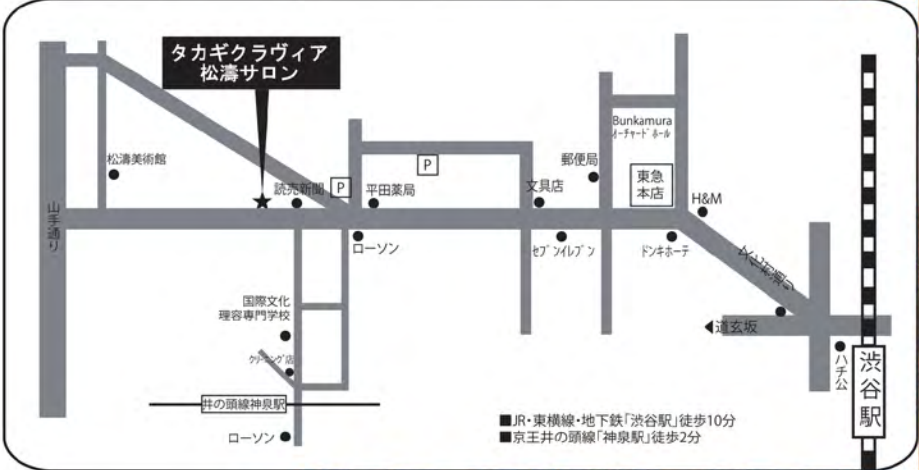 タカギクラヴィア
松濤サロン
Bunkamura
ｵｰﾁｬｰﾄﾞﾎｰﾙ
郵便局
東急
本店
松濤美術館
読売新聞
P
平田薬局
P
文具店
H&M
山手通り
ローソン
ｾﾌﾞﾝｲﾚﾌﾞﾝ
ﾄﾞﾝｷﾎｰﾃ
国際文化
理容専門学校
◀道玄坂
ハチ公
渋谷駅
ｸﾘｰﾆﾝｸﾞ店
井の頭線神泉駅
ローソン
■JR・東横線・地下鉄｢渋谷駅｣徒歩10分
■京王井の頭線｢神泉駅｣徒歩2分